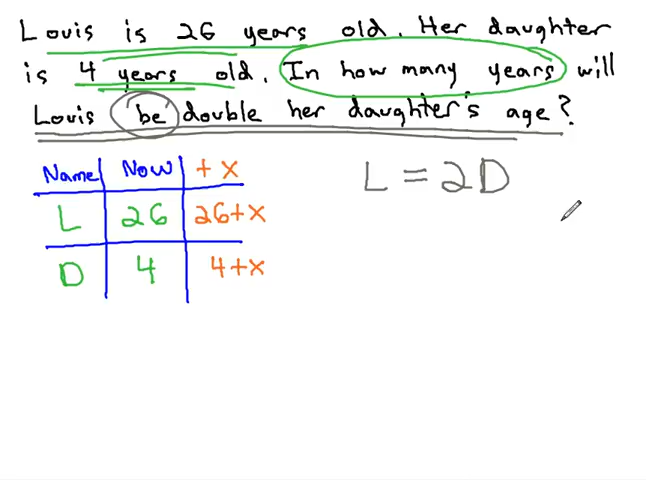 Louis is 26 years old. Her daughter
is 4 years old. In how many years will
Louis be double her daughter's age?
Name Now + x
L = 2D
L 26 26+x
D 4 4+x